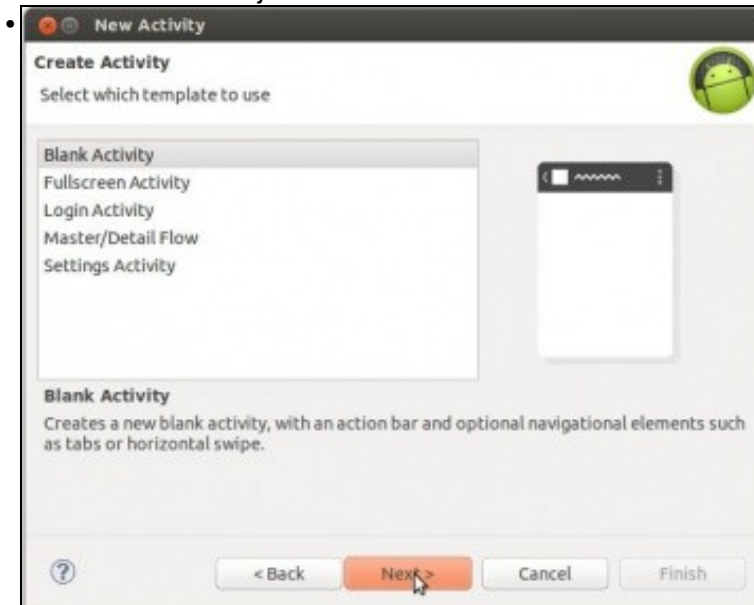 New Activity
Create Activity
Select which template to use
Blank Activity
Fullscreen Activity
Login Activity
Master/Detail Flow
Settings Activity
Blank Activity
Creates a new blank activity, with an action bar and optional navigational elements such
as tabs or horizontal swipe.
? < Back Next > Cancel Finish